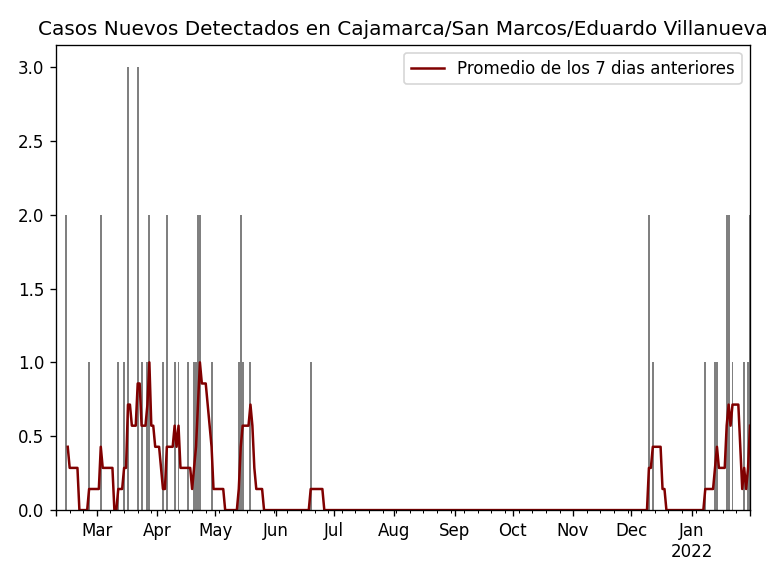 Casos Nuevos Detectados en Cajamarca/San Marcos/Eduardo Villanueva
Promedio de los 7 dias anteriores
3.0
2.5
2.0
1.5
1.0
0.5
0.0
Mar Apr May Jun Jul Aug Sep Oct Nov Dec Jan
2022